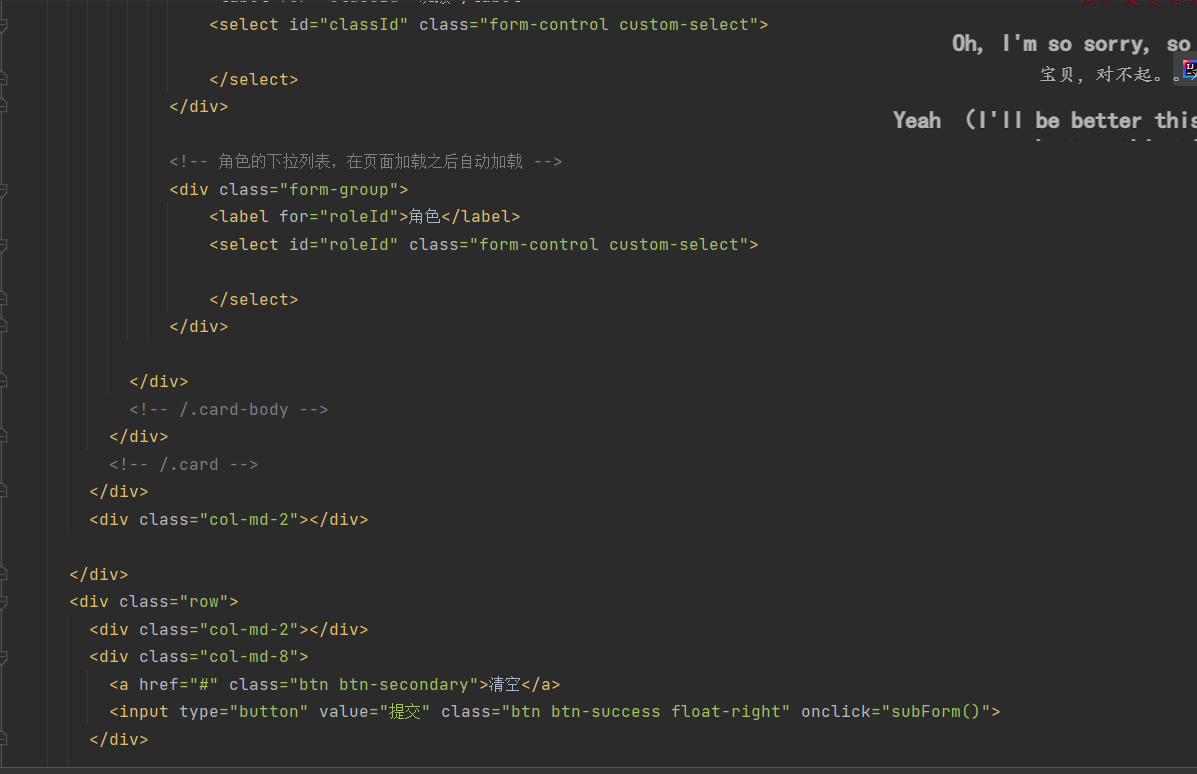 <select id="classId" class="form-control custom-select">
Oh, I'm so sorry, so
</select>
宝贝，对不起。。
</div>
Yeah （I'll be better this
<!-- 角色的下拉列表，在页面加载之后自动加载 -->
<div class="form-group">
<label for="roleId">角色</label>
<select id="roleId" class="form-control custom-select">
</select>
</div>
</div>
<!-- /.card-body -->
</div>
<!-- /.card -->
</div>
<div class="col-md-2"></div>
</div>
<div class="row">
<div class="col-md-2"></div>
<div class="col-md-8">
<a href="#" class="btn btn-secondary">清空</a>
<input type="button" value="提交" class="btn btn-success float-right" onclick="subForm()">
</div>